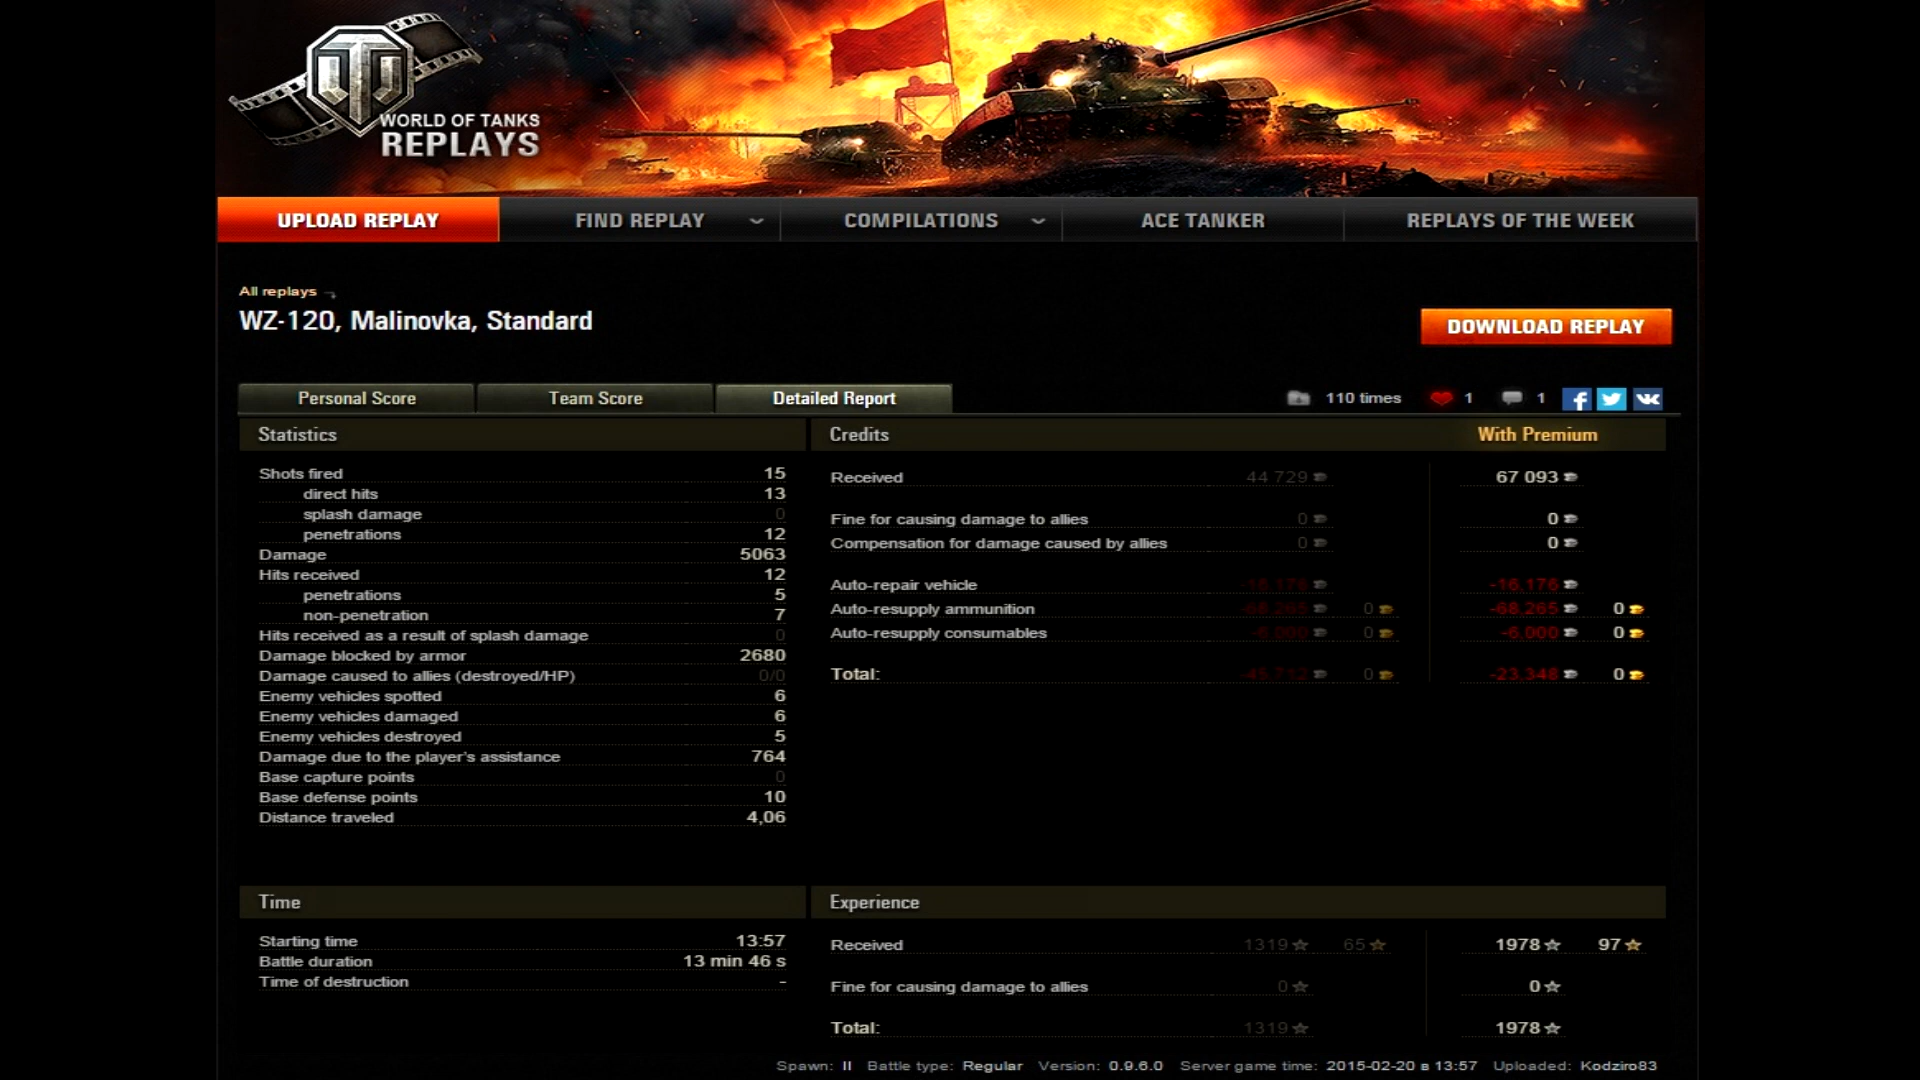 WORLD OF TANKS
REPLAYS
UPLOAD REPLAY FIND REPLAY COMPILATIONS ACE TANKER REPLAYS OF THE WEEK
All replays
WZ-120, Malinovka, Standard
DOWNLOAD REPLAY
Personal Score Team Score Detailed Report 110 times 1 1
Statistics
Shots fired 15
direct hits 13
splash damage 0
penetrations 12
Damage 5063
Hits received 12
penetrations 5
non-penetration 7
Hits received as a result of splash damage 0
Damage blocked by armor 2680
Damage caused to allies (destroyed/HP) 0/0
Enemy vehicles spotted 6
Enemy vehicles damaged 6
Enemy vehicles destroyed 5
Damage due to the player's assistance 764
Base capture points 0
Base defense points 10
Distance traveled 4,06
Credits With Premium
Received 44 729 67 093
Fine for causing damage to allies 0 0
Compensation for damage caused by allies 0 0
Auto-repair vehicle -16,176 -16,176
Auto-resupply ammunition -68,265 0 -68,265 0
Auto-resupply consumables -6,000 0 -6,000 0
Total: -45,712 0 -23,348 0
Time
Starting time 13:57
Battle duration 13 min 46 s
Time of destruction -
Experience
Received 1319 65 1978 97
Fine for causing damage to allies 0 0
Total: 1319 1978
Spawn: II Battle type: Regular Version: 0.9.6.0 Server game time: 2015-02-20 в 13:57 Uploaded: Kodziro83